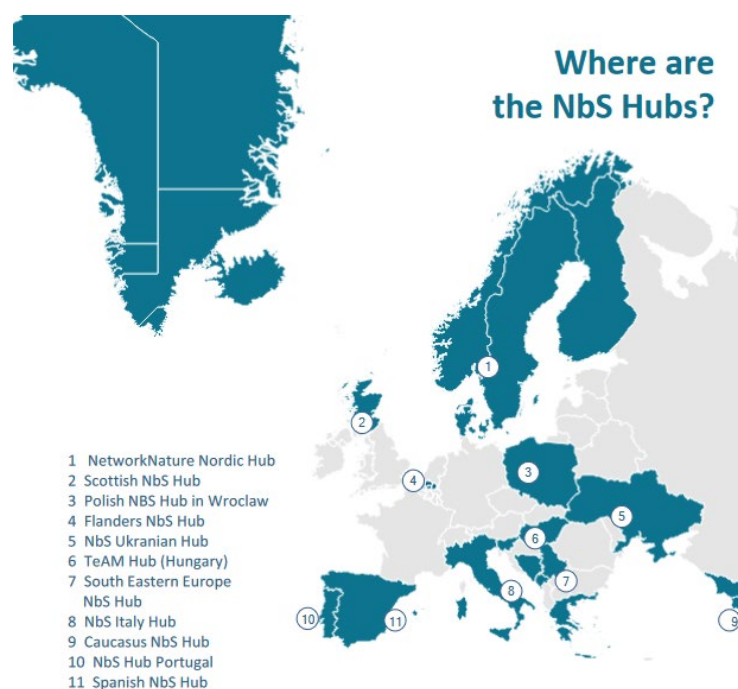 Where are
the NbS Hubs?
1
2
3
4
5
6
7
8
9
10
11
1 NetworkNature Nordic Hub
2 Scottish NbS Hub
3 Polish NBS Hub in Wroclaw
4 Flanders NbS Hub
5 NbS Ukranian Hub
6 TeAM Hub (Hungary)
7 South Eastern Europe
NbS Hub
8 NbS Italy Hub
9 Caucasus NbS Hub
10 NbS Hub Portugal
11 Spanish NbS Hub